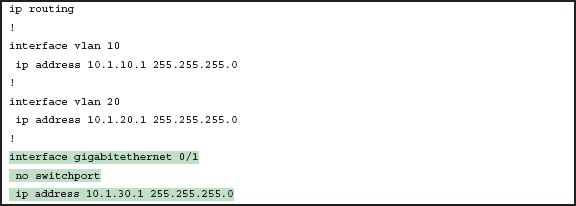 ip routing
!
interface vlan 10
 ip address 10.1.10.1 255.255.255.0
!
interface vlan 20
 ip address 10.1.20.1 255.255.255.0
!
interface gigabitethernet 0/1
 no switchport
 ip address 10.1.30.1 255.255.255.0